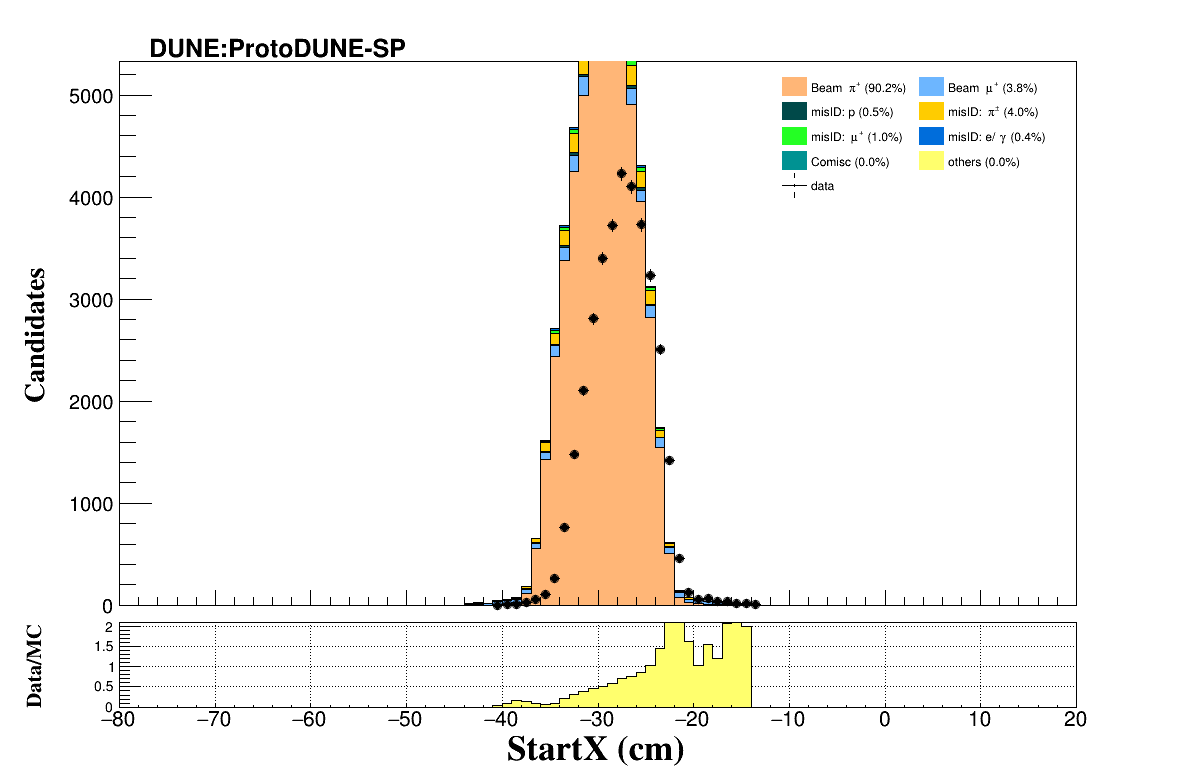 DUNE:ProtoDUNE-SP
Beam π⁺ (90.2%)
Beam μ⁺ (3.8%)
misID: p (0.5%)
misID: π± (4.0%)
misID: μ⁺ (1.0%)
misID: e/ γ (0.4%)
Comisc (0.0%)
others (0.0%)
data
Candidates
5000
4000
3000
2000
1000
0
Data/MC
2
1.5
1
0.5
0
−80 −70 −60 −50 −40 −30 −20 −10 0 10 20
StartX (cm)